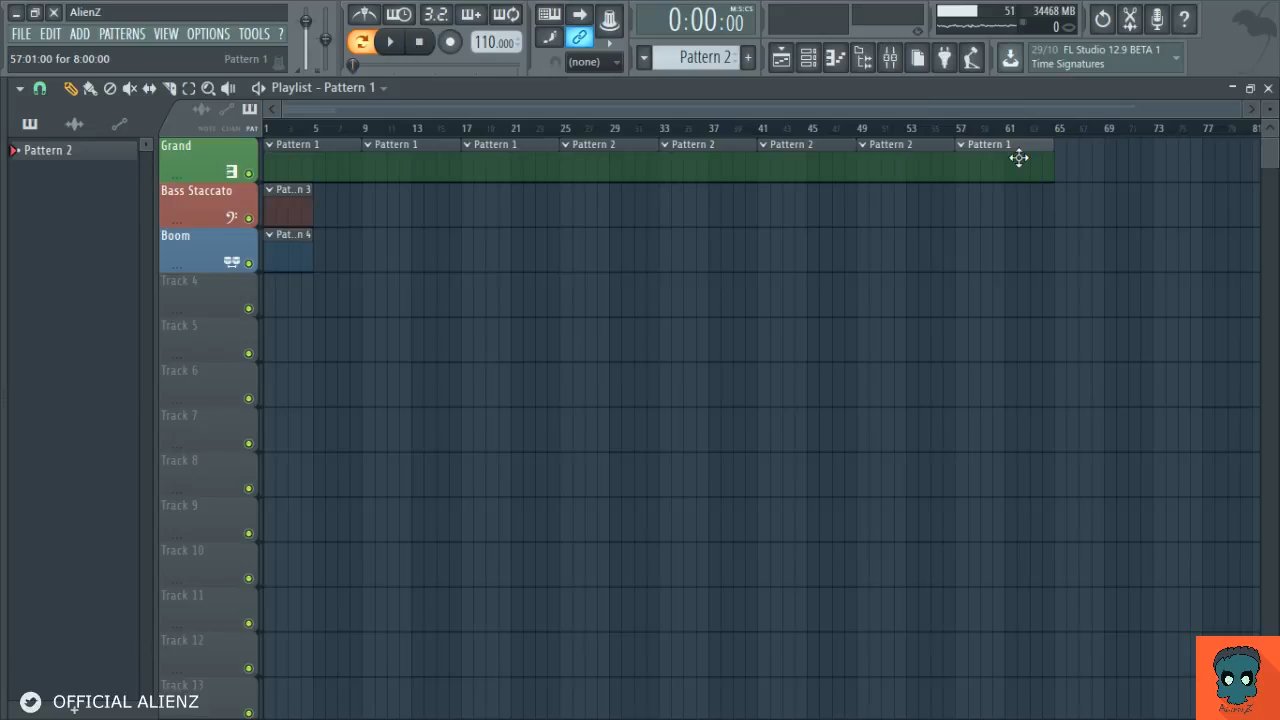 AlienZ
FILE EDIT ADD PATTERNS VIEW OPTIONS TOOLS ?
57:01:00 for 8:00:00 Pattern 1
3.2
110.000
(none)
0:00:00
M:S:CS
Pattern 2
51 34468 MB
0
29/10 FL Studio 12.9 BETA 1
Time Signatures
Playlist - Pattern 1
NOTE CHAN PAT
1 5 9 13 17 21 25 29 33 37 41 45 49 53 57 61 65 69 73 77 81
Pattern 2
Grand
Pattern 1 Pattern 1 Pattern 1 Pattern 2 Pattern 2 Pattern 2 Pattern 2 Pattern 1
Bass Staccato
Pat..n 3
Boom
Pat..n 4
Track 4
Track 5
Track 6
Track 7
Track 8
Track 9
Track 10
Track 11
Track 12
Track 13
OFFICIAL ALIENZ
AlienZ